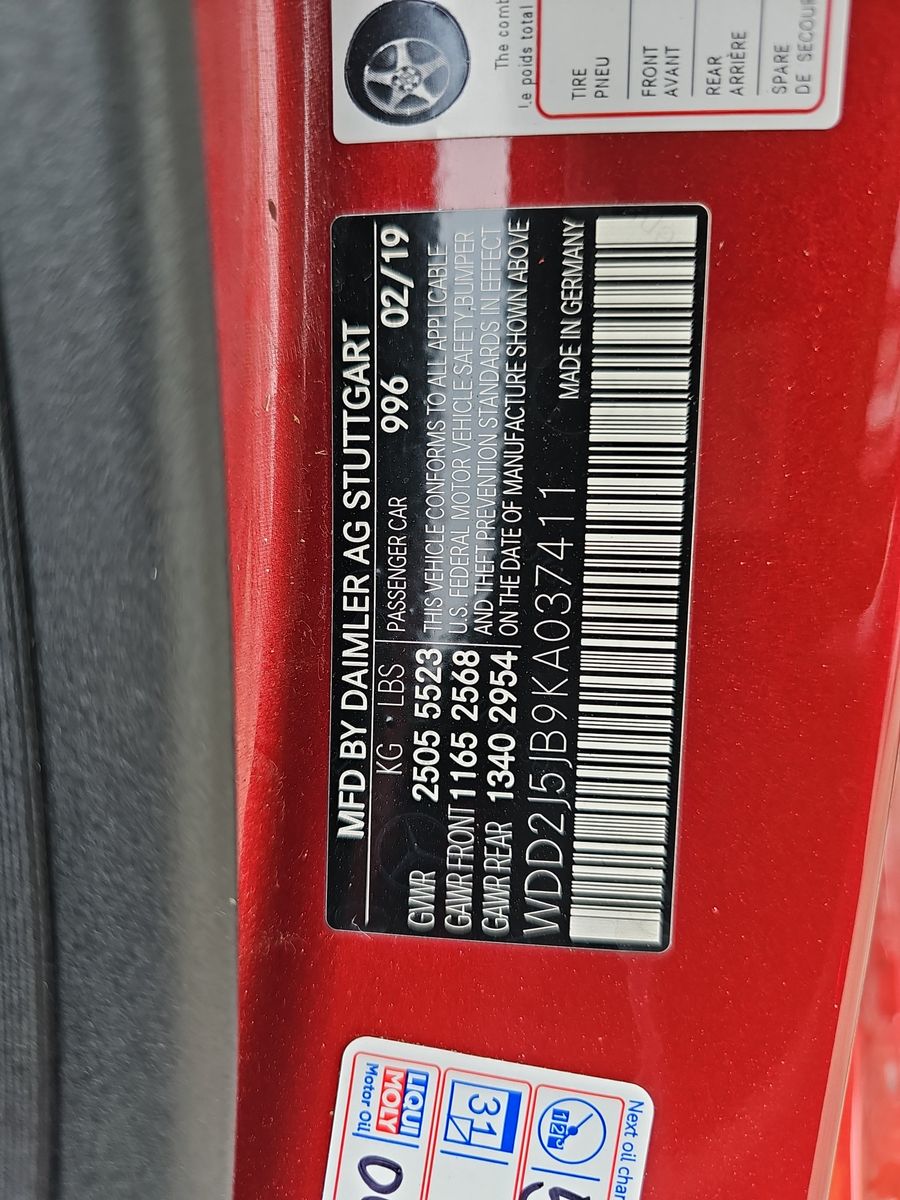 The
Le poids total
TIRE
PNEU
FRONT
AVANT
REAR
ARRIÈRE
SPARE
DE
MFD BY DAIMLER AG STUTTGART
KG · LBS PASSENGER CAR 996 02/19
GVWR 2505 5523 THIS VEHICLE CONFORMS TO ALL APPLICABLE
GAWR FRONT 1165 2568 U.S. FEDERAL MOTOR VEHICLE SAFETY,BUMPER
GAWR REAR 1340 2954 AND THEFT PREVENTION STANDARDS IN EFFECT
ON THE DATE OF MANUFACTURE SHOWN ABOVE
WDD2J5JB9KA037411 MADE IN GERMANY
Next oil
12
31
LIQUI
MOLY
Motor Oil